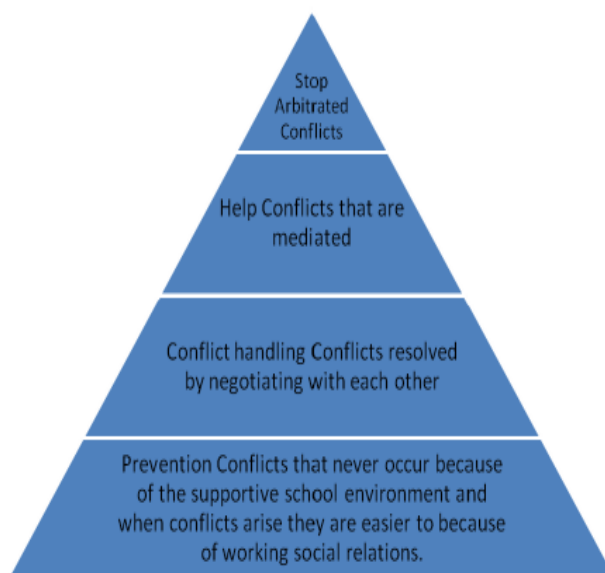 Stop
Arbitrated
Conflicts
Help Conflicts that are
mediated
Conflict handling Conflicts resolved
by negotiating with each other
Prevention Conflicts that never occur because
of the supportive school environment and
when conflicts arise they are easier to because
of working social relations.